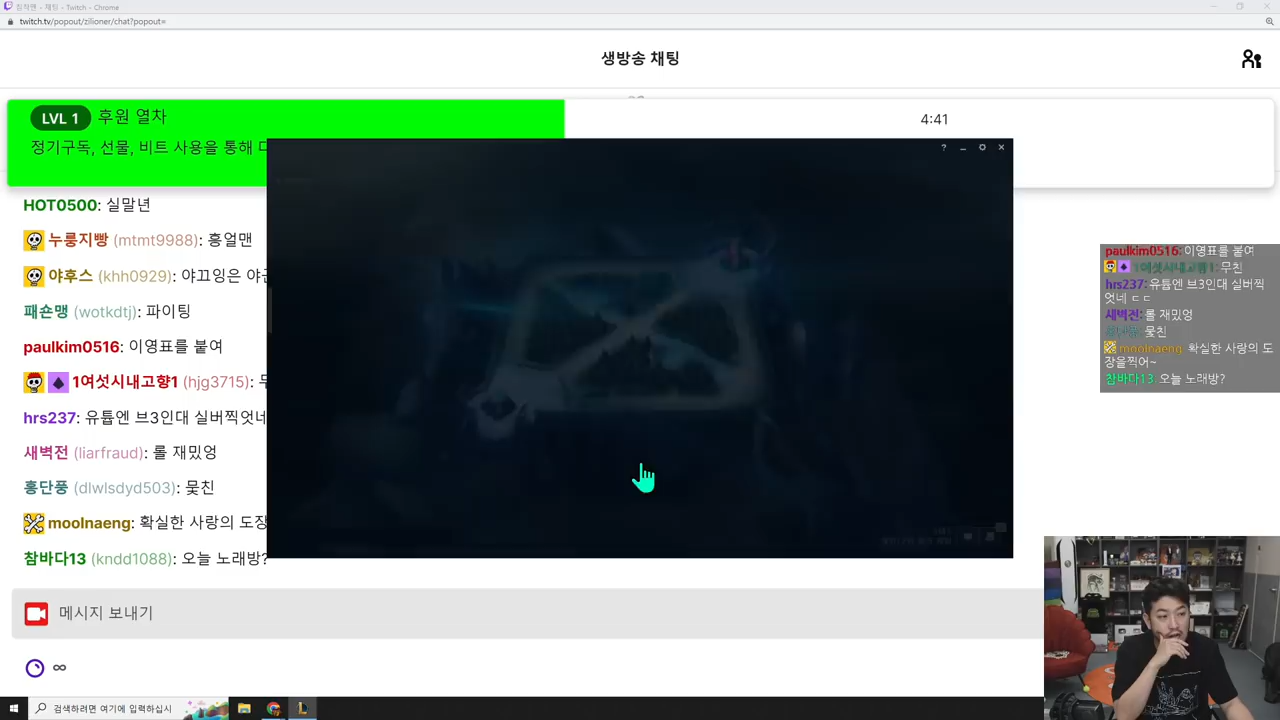 침착맨 - 채팅 - Twitch - Chrome
twitch.tv/popout/zilioner/chat?popout=
생방송 채팅
LVL 1 후원 열차
4:41
정기구독, 선물, 비트 사용을 통해
HOT0500: 실말년
누룽지빵 (mtmt9988): 홍얼맨
야후스 (khh0929): 야끄잉은
패숀맹 (wotkdtj): 파이팅
paulkim0516: 이영표를 붙여
1여섯시내고향1 (hjg3715):
hrs237: 유튭엔 브3인대 실버찍엇네
새벽전 (liarfraud): 롤 재밌엉
홍단풍 (dlwlsdyd503): 뮻친
moolnaeng: 확실한 사랑의 도장
참바다13 (kndd1088): 오늘 노래방?
메시지 보내기
paulkim0516: 이영표를 붙여
1여섯시내고향1: 무친
hrs237: 유튭엔 브3인대 실버찍
엇네 ㄷㄷ
새벽전: 롤 재밌엉
홍단풍: 뮻친
moolnaeng: 확실한 사랑의 도
장을찍어~
참바다13: 오늘 노래방?
검색하려면 여기에 입력하십시